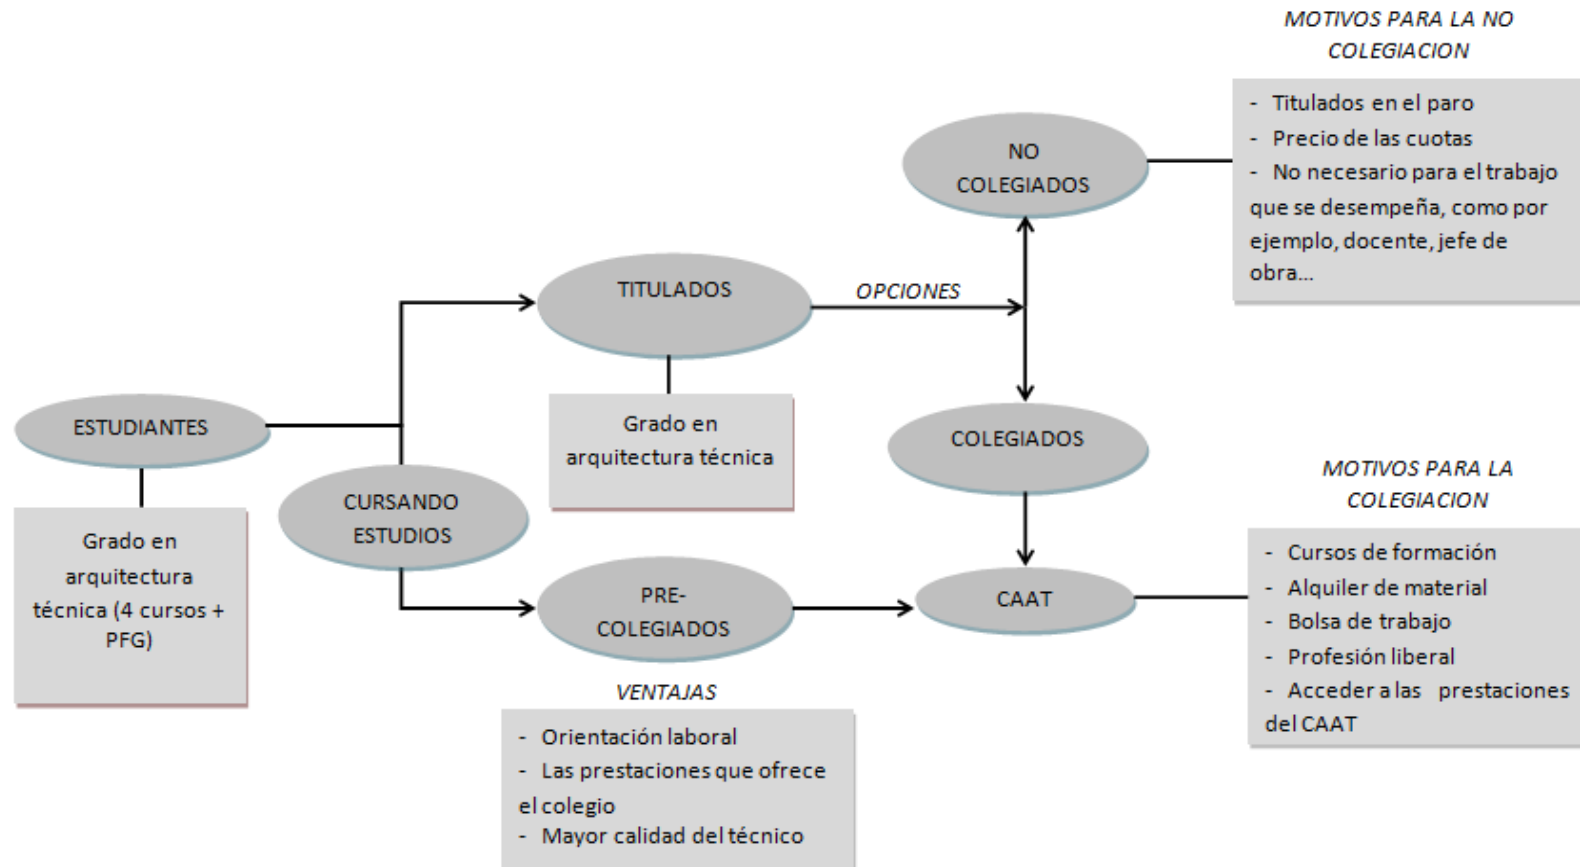 MOTIVOS PARA LA NO
COLEGIACION
- Titulados en el paro
- Precio de las cuotas
- No necesario para el trabajo
que se desempeña, como por
ejemplo, docente, jefe de
obra...
NO
COLEGIADOS
TITULADOS
OPCIONES
Grado en
arquitectura técnica
ESTUDIANTES
Grado en
arquitectura
técnica (4 cursos +
PFG)
CURSANDO
ESTUDIOS
COLEGIADOS
PRE-
COLEGIADOS
CAAT
MOTIVOS PARA LA
COLEGIACION
- Cursos de formación
- Alquiler de material
- Bolsa de trabajo
- Profesión liberal
- Acceder a las prestaciones
del CAAT
VENTAJAS
- Orientación laboral
- Las prestaciones que ofrece
el colegio
- Mayor calidad del técnico